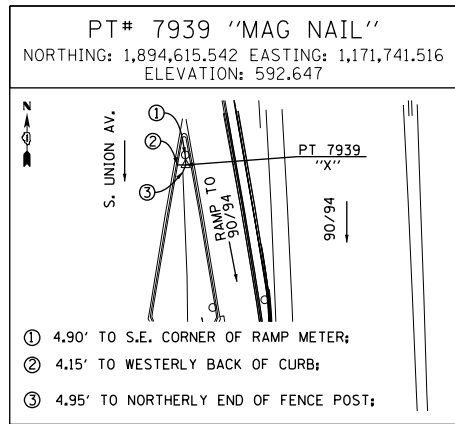 PT# 7939 "MAG NAIL"
NORTHING: 1,894,615.542 EASTING: 1,171,741.516
ELEVATION: 592.647
N
S. UNION AV.
1
2
3
PT 7939
"X"
RAMP TO
90/94
90/94
1 4.90' TO S.E. CORNER OF RAMP METER;
2 4.15' TO WESTERLY BACK OF CURB;
3 4.95' TO NORTHERLY END OF FENCE POST;